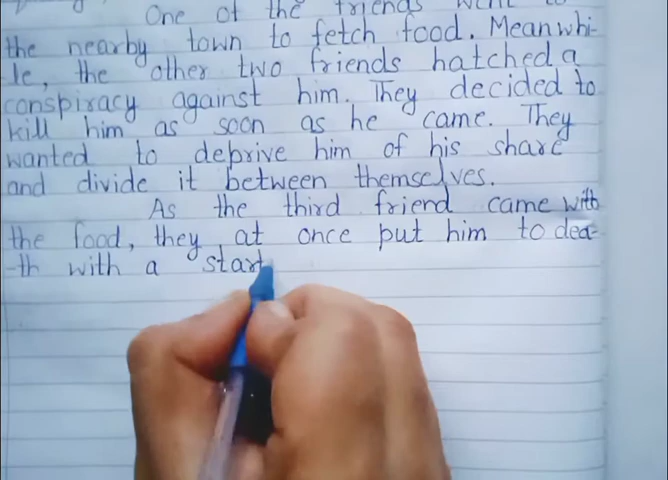 One of the friends went to
the nearby town to fetch food. Meanwhi-
le, the other two friends hatched a
conspiracy against him. They decided to
kill him as soon as he came. They
wanted to deprive him of his share
and divide it between themselves.
As the third friend came with
the food, they at once put him to dea-
-th with a start